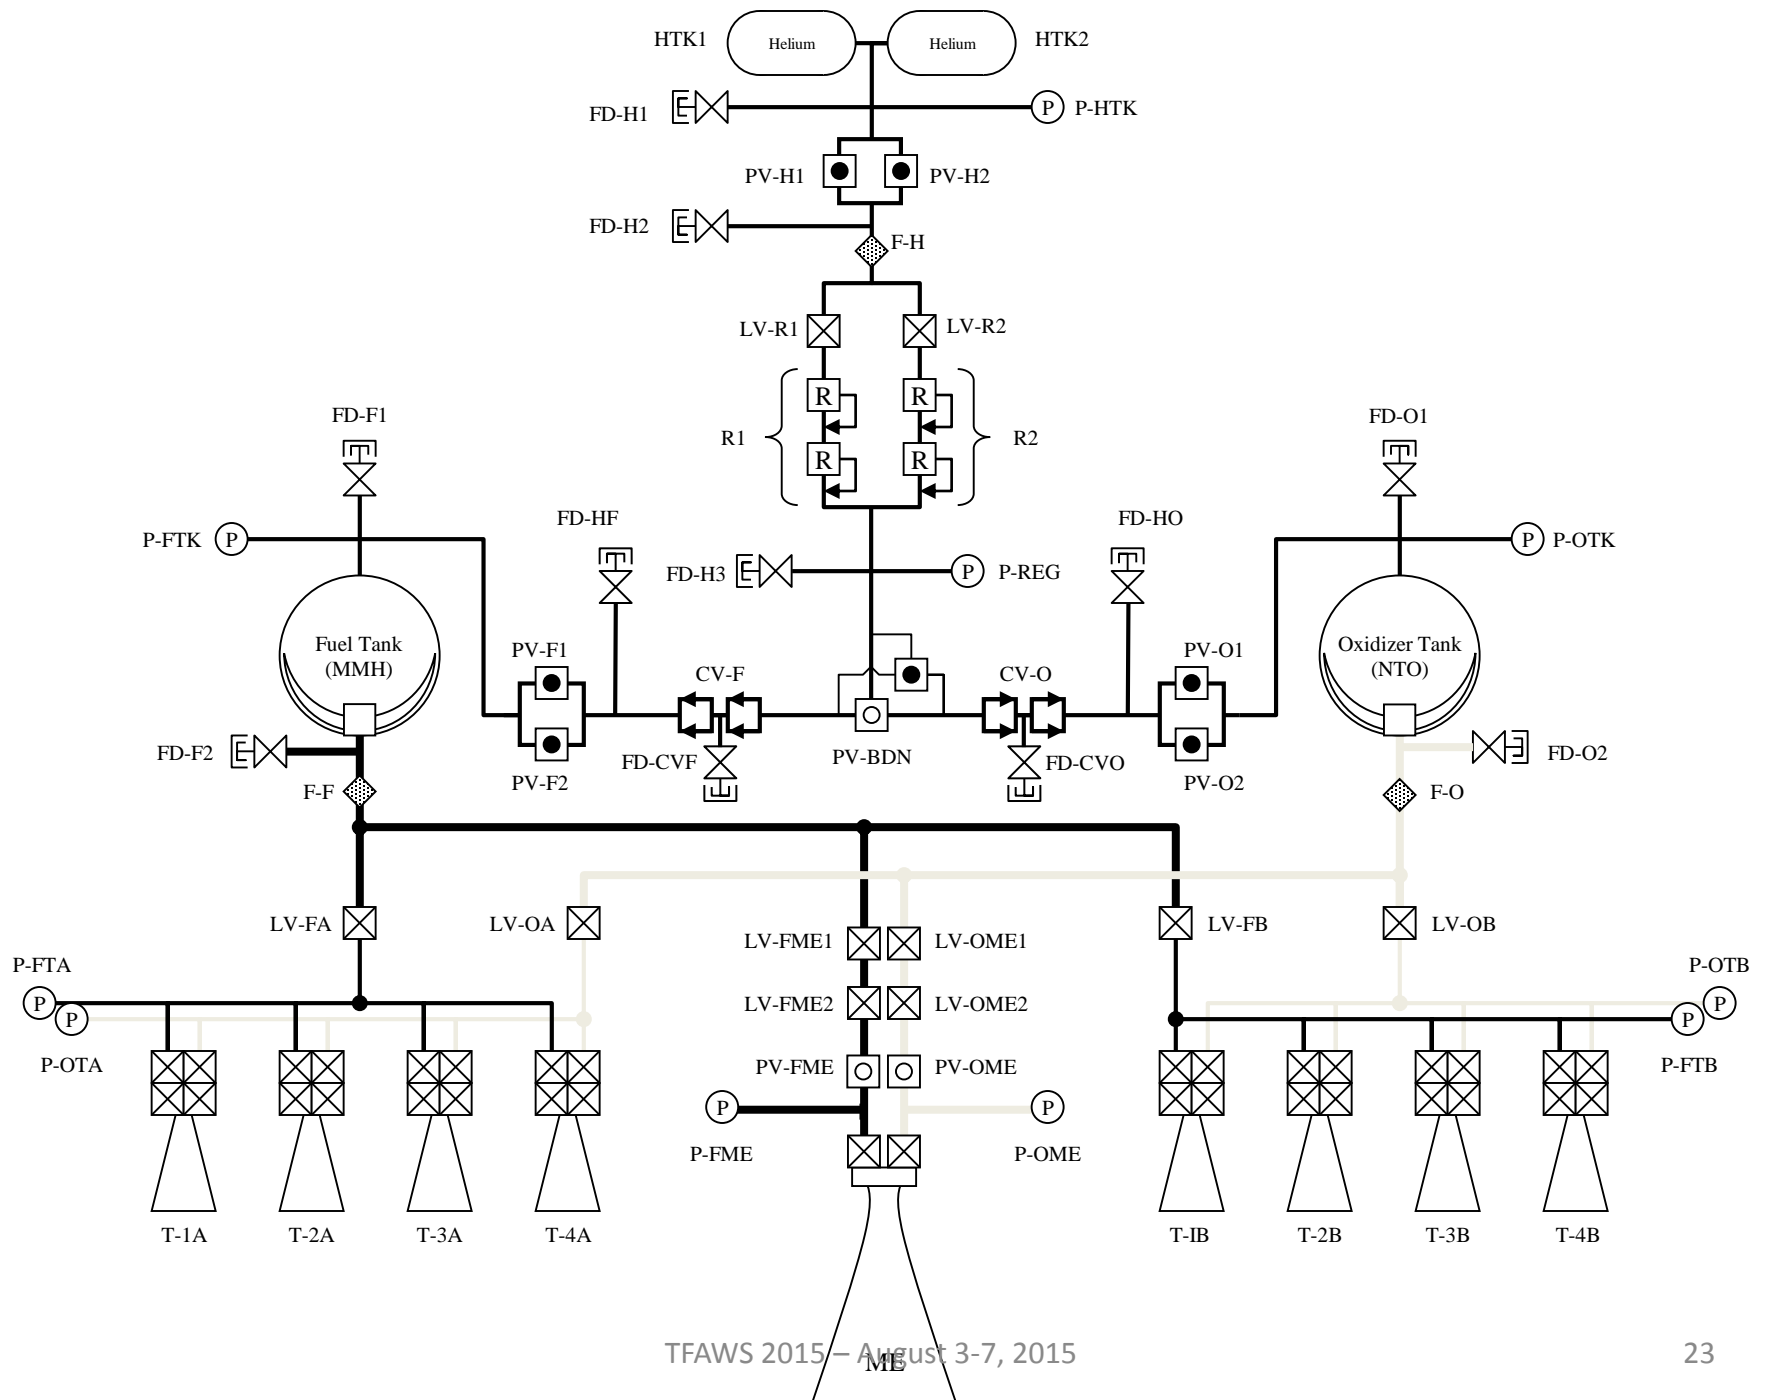 HTK1
Helium
Helium
HTK2
FD-H1
P
P-HTK
PV-H1
PV-H2
FD-H2
F-H
LV-R1
LV-R2
R
R
R1
R2
R
R
FD-F1
FD-O1
FD-HF
FD-HO
P-FTK
P
P
P-OTK
FD-H3
P
P-REG
Fuel Tank
(MMH)
Oxidizer Tank
(NTO)
PV-F1
CV-F
CV-O
PV-O1
FD-F2
FD-CVF
PV-BDN
FD-CVO
FD-O2
PV-F2
PV-O2
F-F
F-O
LV-FA
LV-OA
LV-FME1
LV-OME1
LV-FB
LV-OB
P-FTA
P-OTB
P
P
LV-FME2
LV-OME2
P
P
P-OTA
PV-FME
PV-OME
P-FTB
P
P
P-FME
P-OME
T-1A
T-2A
T-3A
T-4A
T-IB
T-2B
T-3B
T-4B
ME
TFAWS 2015 – August 3-7, 2015
23